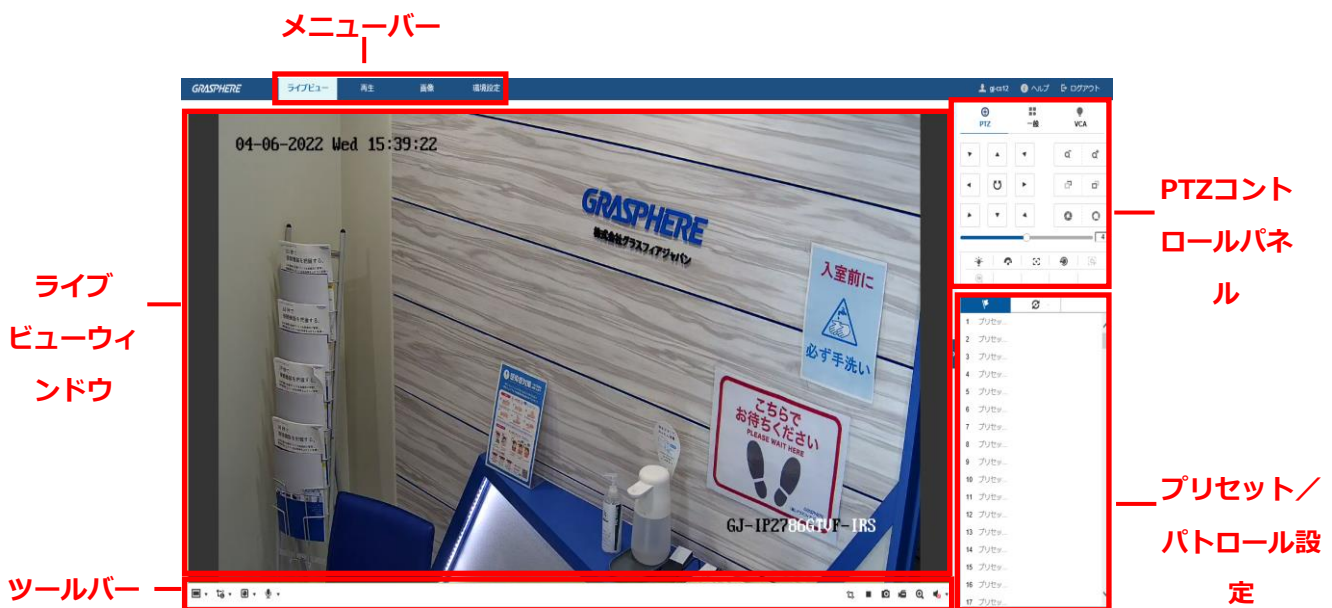 メニューバー
GRASPHERE
ライブビュー 再生 画像 環境設定
ヘルプ ログアウト
PTZ 一般 VCA
04-06-2022 Wed 15:39:22
GRASPHERE
株式会社グラスフィアジャパン
入室前に
必ず手洗い
こちらで
お待ちください
PLEASE WAIT HERE
GJ-IP2786GTVF-IRS
4
ライブ
ビューウィ
ンドウ
PTZコント
ロールパネ
ル
1 プリセッ...
2 プリセッ...
3 プリセッ...
4 プリセッ...
5 プリセッ...
6 プリセッ...
7 プリセッ...
8 プリセッ...
9 プリセッ...
10 プリセッ...
11 プリセッ...
12 プリセッ...
13 プリセッ...
14 プリセッ...
15 プリセッ...
16 プリセッ...
17 プリセッ...
プリセット／
パトロール設
定
ツールバー